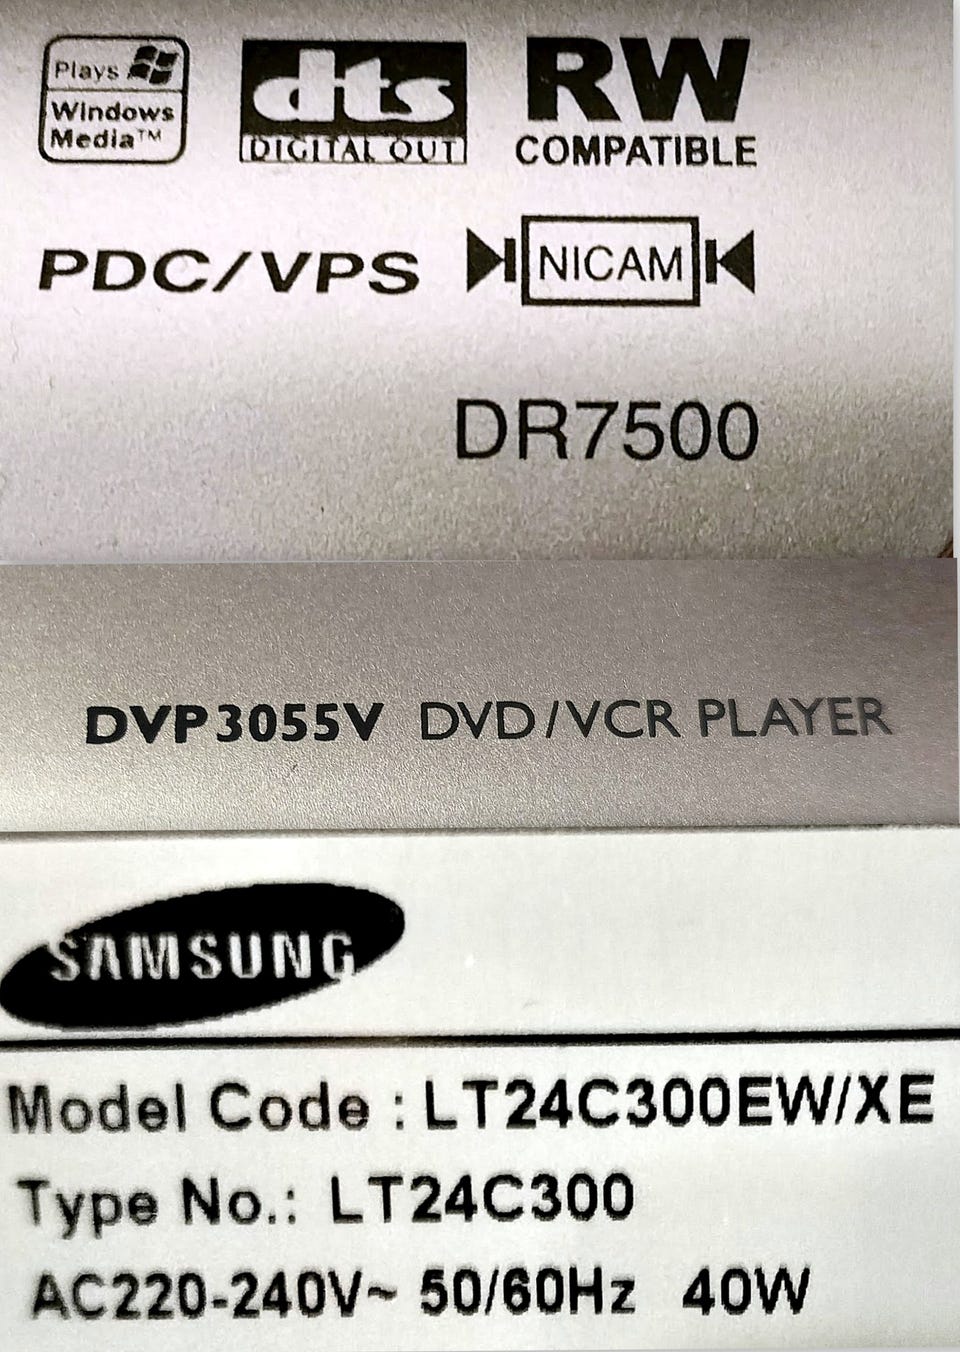 Plays
Windows
Media™
dts
DIGITAL OUT
RW
COMPATIBLE
PDC/VPS
NICAM
DR7500
DVP3055V DVD/VCR PLAYER
SAMSUNG
Model Code : LT24C300EW/XE
Type No.: LT24C300
AC220-240V~ 50/60Hz 40W